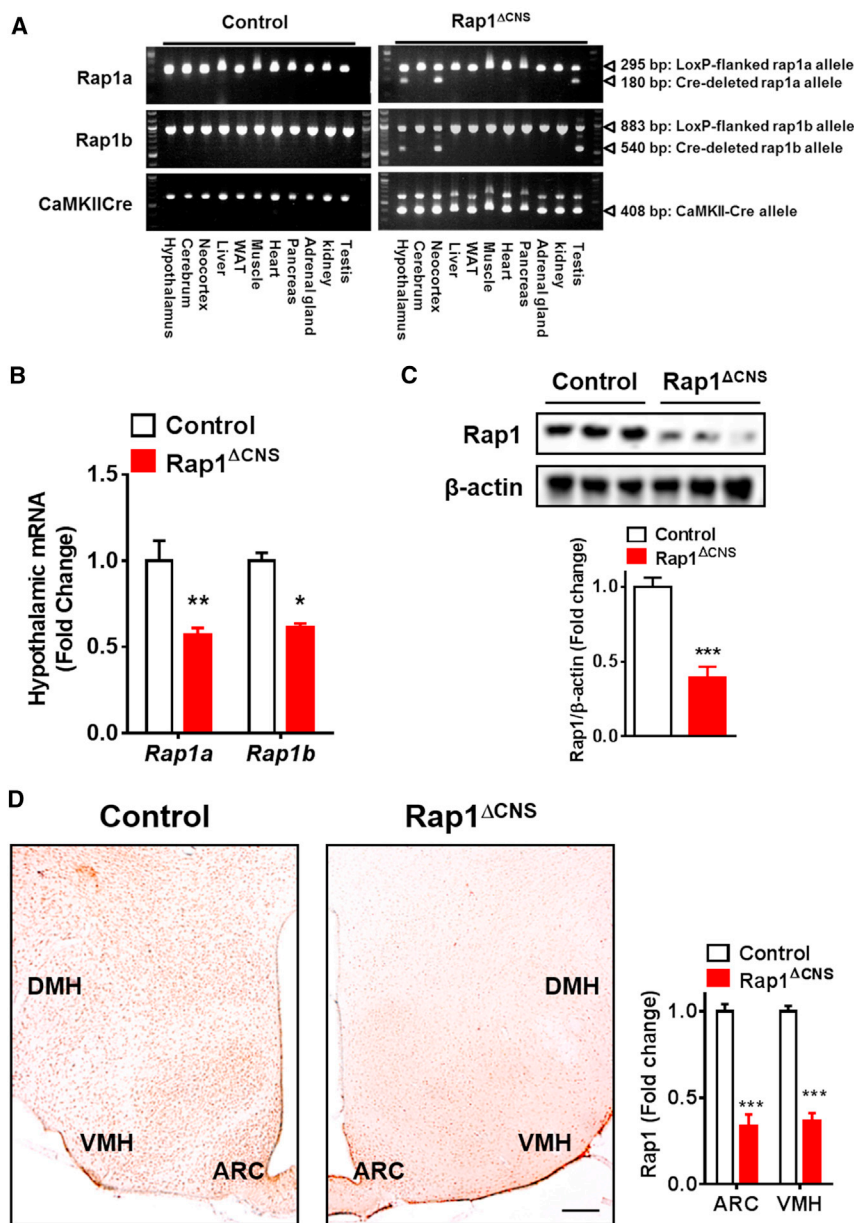 A
Control
Rap1ΔCNS
Rap1a
295 bp: LoxP-flanked rap1a allele
180 bp: Cre-deleted rap1a allele
Rap1b
883 bp: LoxP-flanked rap1b allele
540 bp: Cre-deleted rap1b allele
CaMKIICre
408 bp: CaMKII-Cre allele
Hypothalamus
Cerebrum
Neocortex
Liver
WAT
Muscle
Heart
Pancreas
Adrenal gland
kidney
Testis
Hypothalamus
Cerebrum
Neocortex
Liver
WAT
Muscle
Heart
Pancreas
Adrenal gland
kidney
Testis
B
Control
Rap1ΔCNS
Hypothalamic mRNA
(Fold Change)
1.5
1.0
0.5
0.0
**
*
Rap1a
Rap1b
C
Control
Rap1ΔCNS
Rap1
β-actin
Control
Rap1ΔCNS
Rap1/β-actin (Fold change)
1.0
0.5
0.0
***
D
Control
Rap1ΔCNS
DMH
VMH
ARC
DMH
VMH
ARC
Control
Rap1ΔCNS
Rap1 (Fold change)
1.0
0.5
0.0
***
***
ARC
VMH